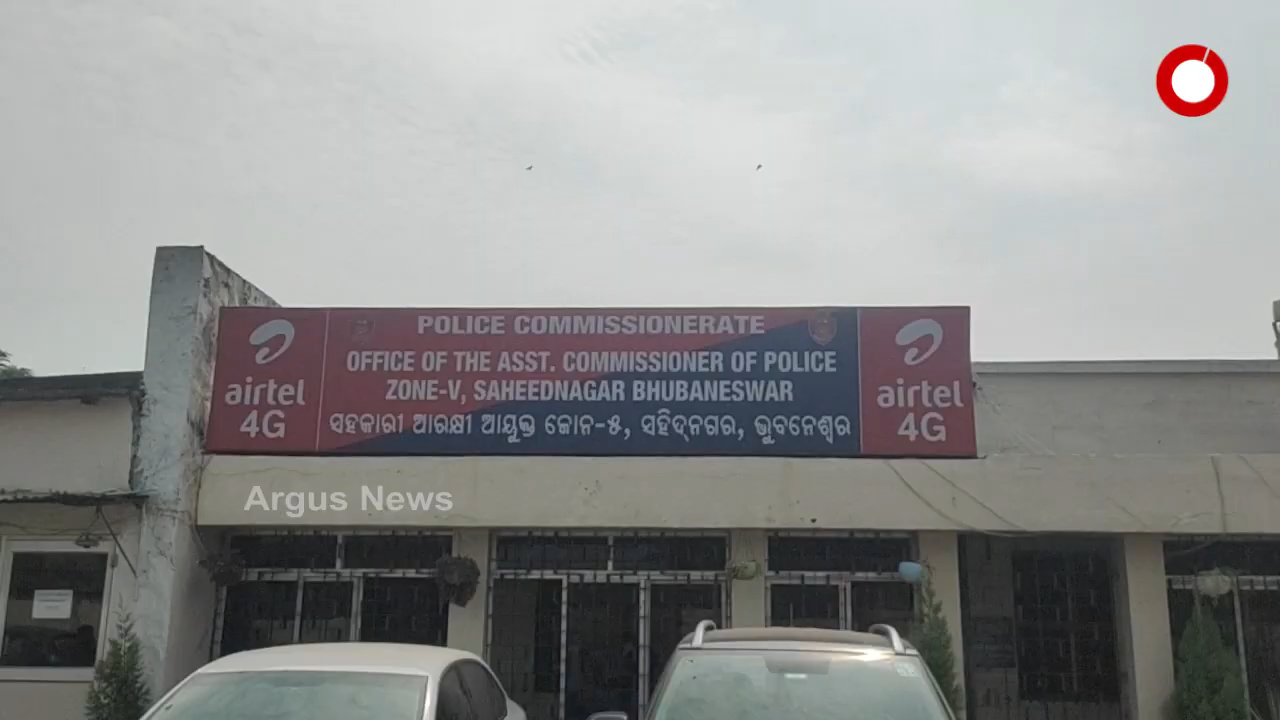 POLICE COMMISSIONERATE
OFFICE OF THE ASST. COMMISSIONER OF POLICE
ZONE-V, SAHEEDNAGAR BHUBANESWAR
ସହକାରୀ ଆରକ୍ଷୀ ଆୟୁକ୍ତ ଜୋନ-୫, ସହିଦ୍‌ନଗର, ଭୁବନେଶ୍ୱର
airtel
4G
airtel
4G
Argus News